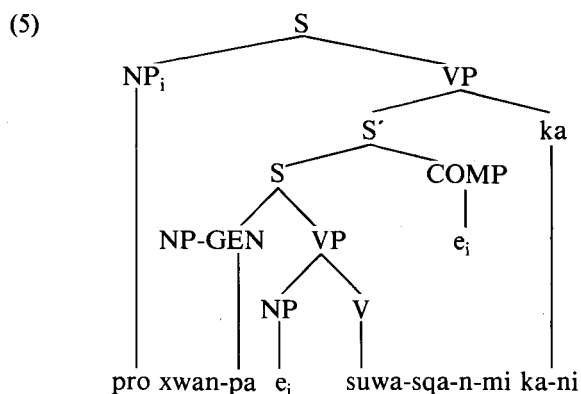 (5) S
NPi VP
S´ ka
S COMP
NP-GEN VP ei
NP V
pro xwan-pa ei suwa-sqa-n-mi ka-ni